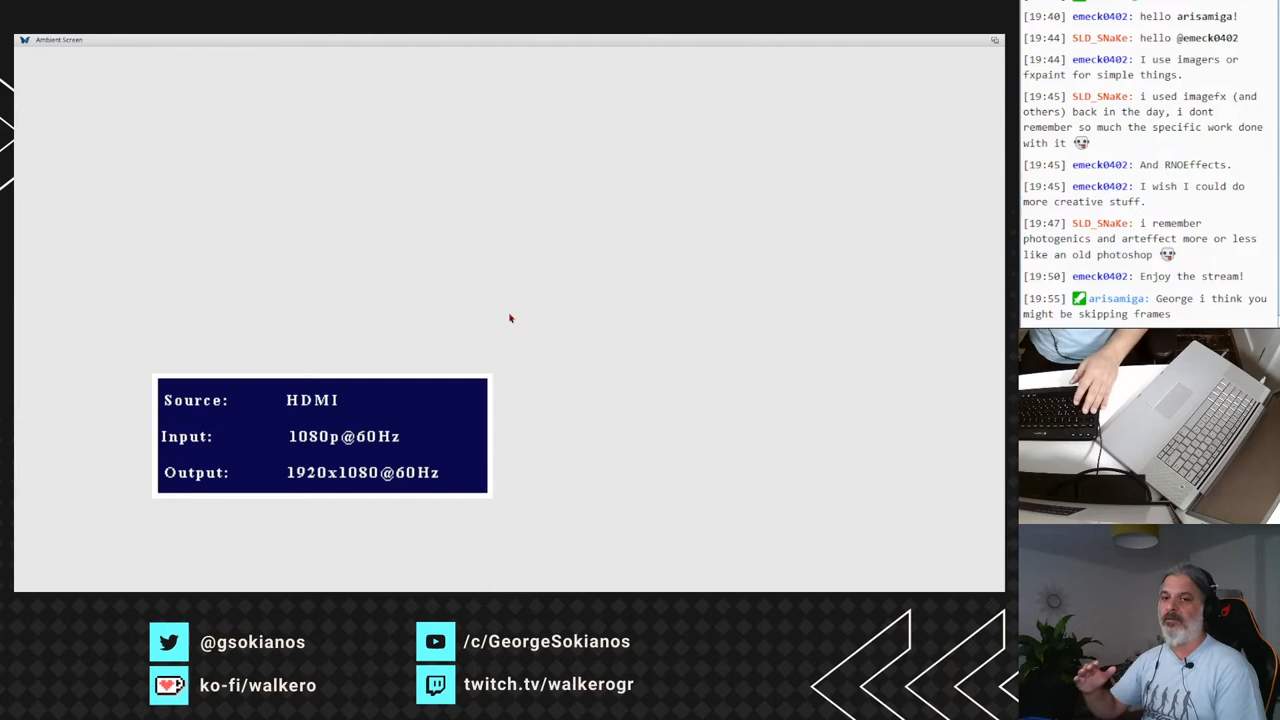 Ambient Screen
Source: HDMI
Input: 1080p@60Hz
Output: 1920x1080@60Hz
[19:40] emeck0402: hello arisamiga!
[19:44] SLD_SNaKe: hello @emeck0402
[19:44] emeck0402: I use imagers or
fxpaint for simple things.
[19:45] SLD_SNaKe: i used imagefx (and
others) back in the day, i dont
remember so much the specific work done
with it
[19:45] emeck0402: And RNOEffects.
[19:45] emeck0402: I wish I could do
more creative stuff.
[19:47] SLD_SNaKe: i remember
photogenics and arteffect more or less
like an old photoshop
[19:50] emeck0402: Enjoy the stream!
[19:55] arisamiga: George i think you
might be skipping frames
@gsokianos
/c/GeorgeSokianos
ko-fi/walkero
twitch.tv/walkerogr